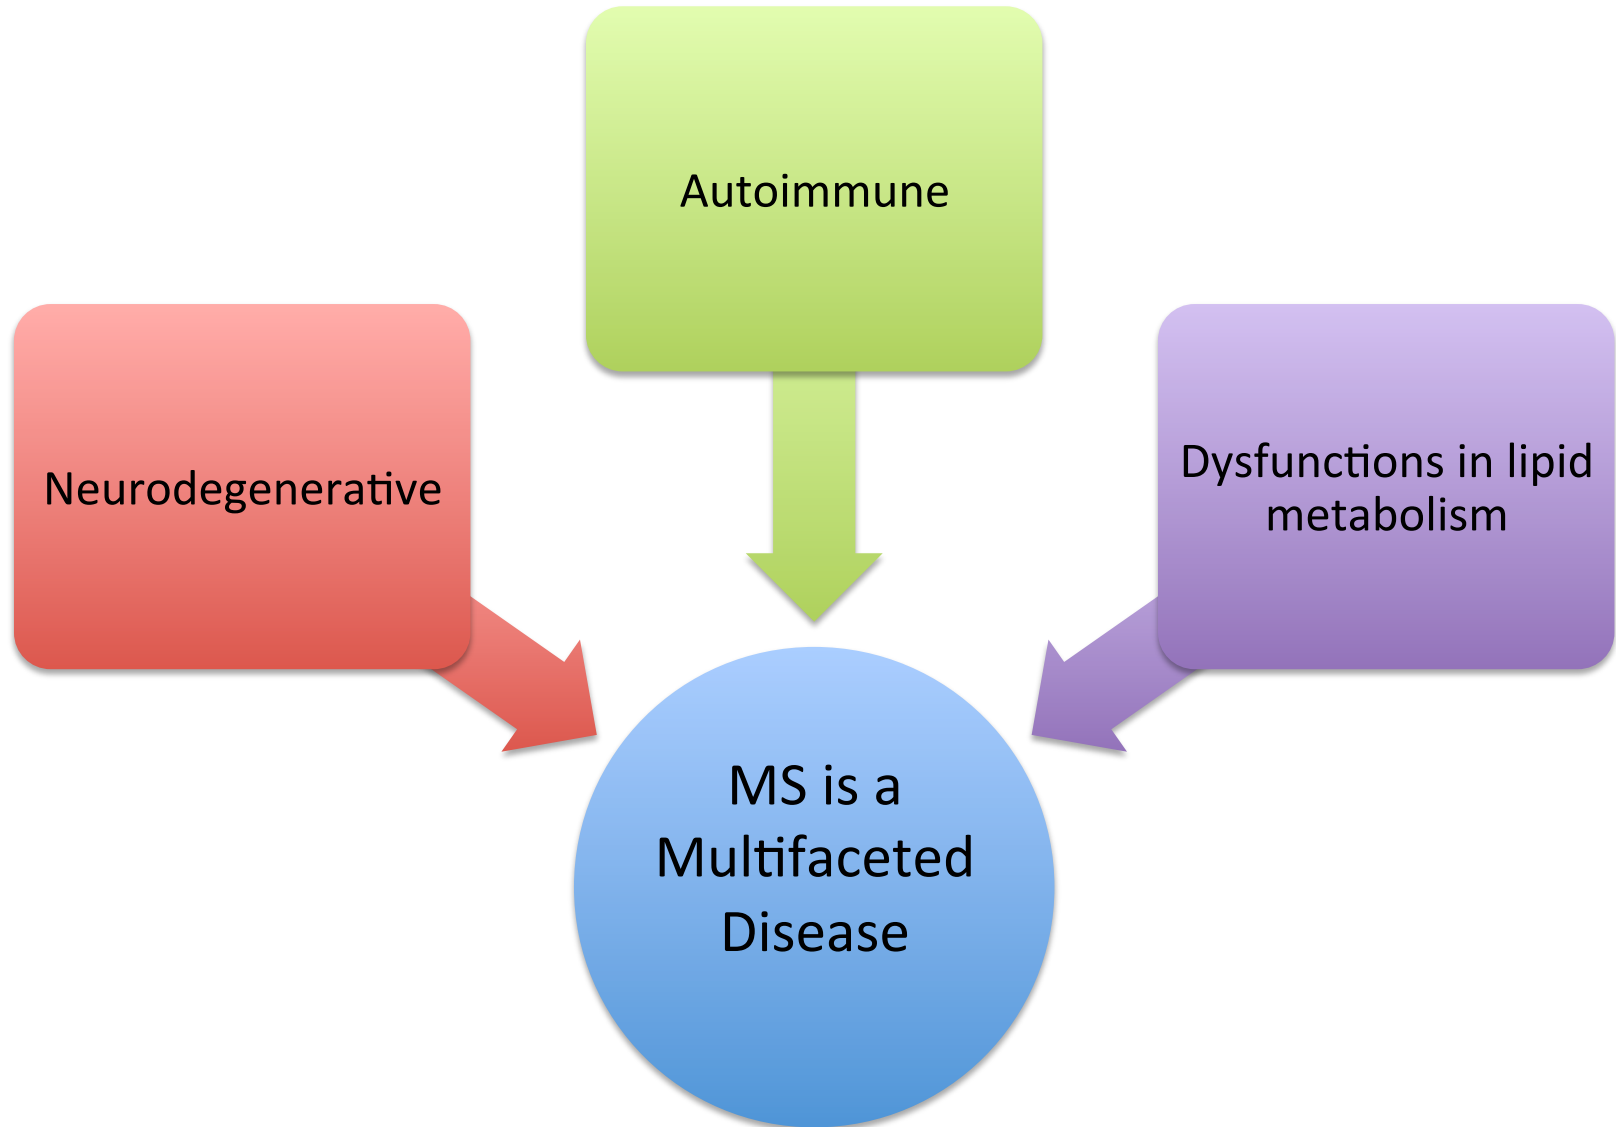 Autoimmune
Neurodegenerative
Dysfunctions in lipid
metabolism
MS is a
Multifaceted
Disease